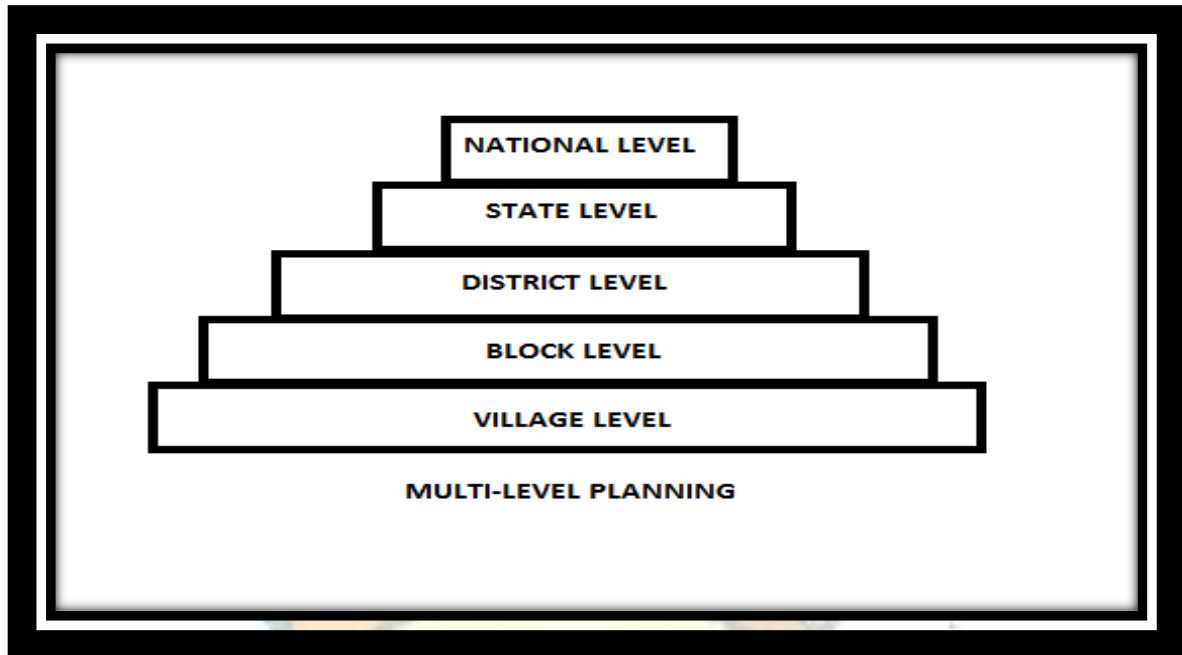 NATIONAL LEVEL
STATE LEVEL
DISTRICT LEVEL
BLOCK LEVEL
VILLAGE LEVEL
MULTI-LEVEL PLANNING